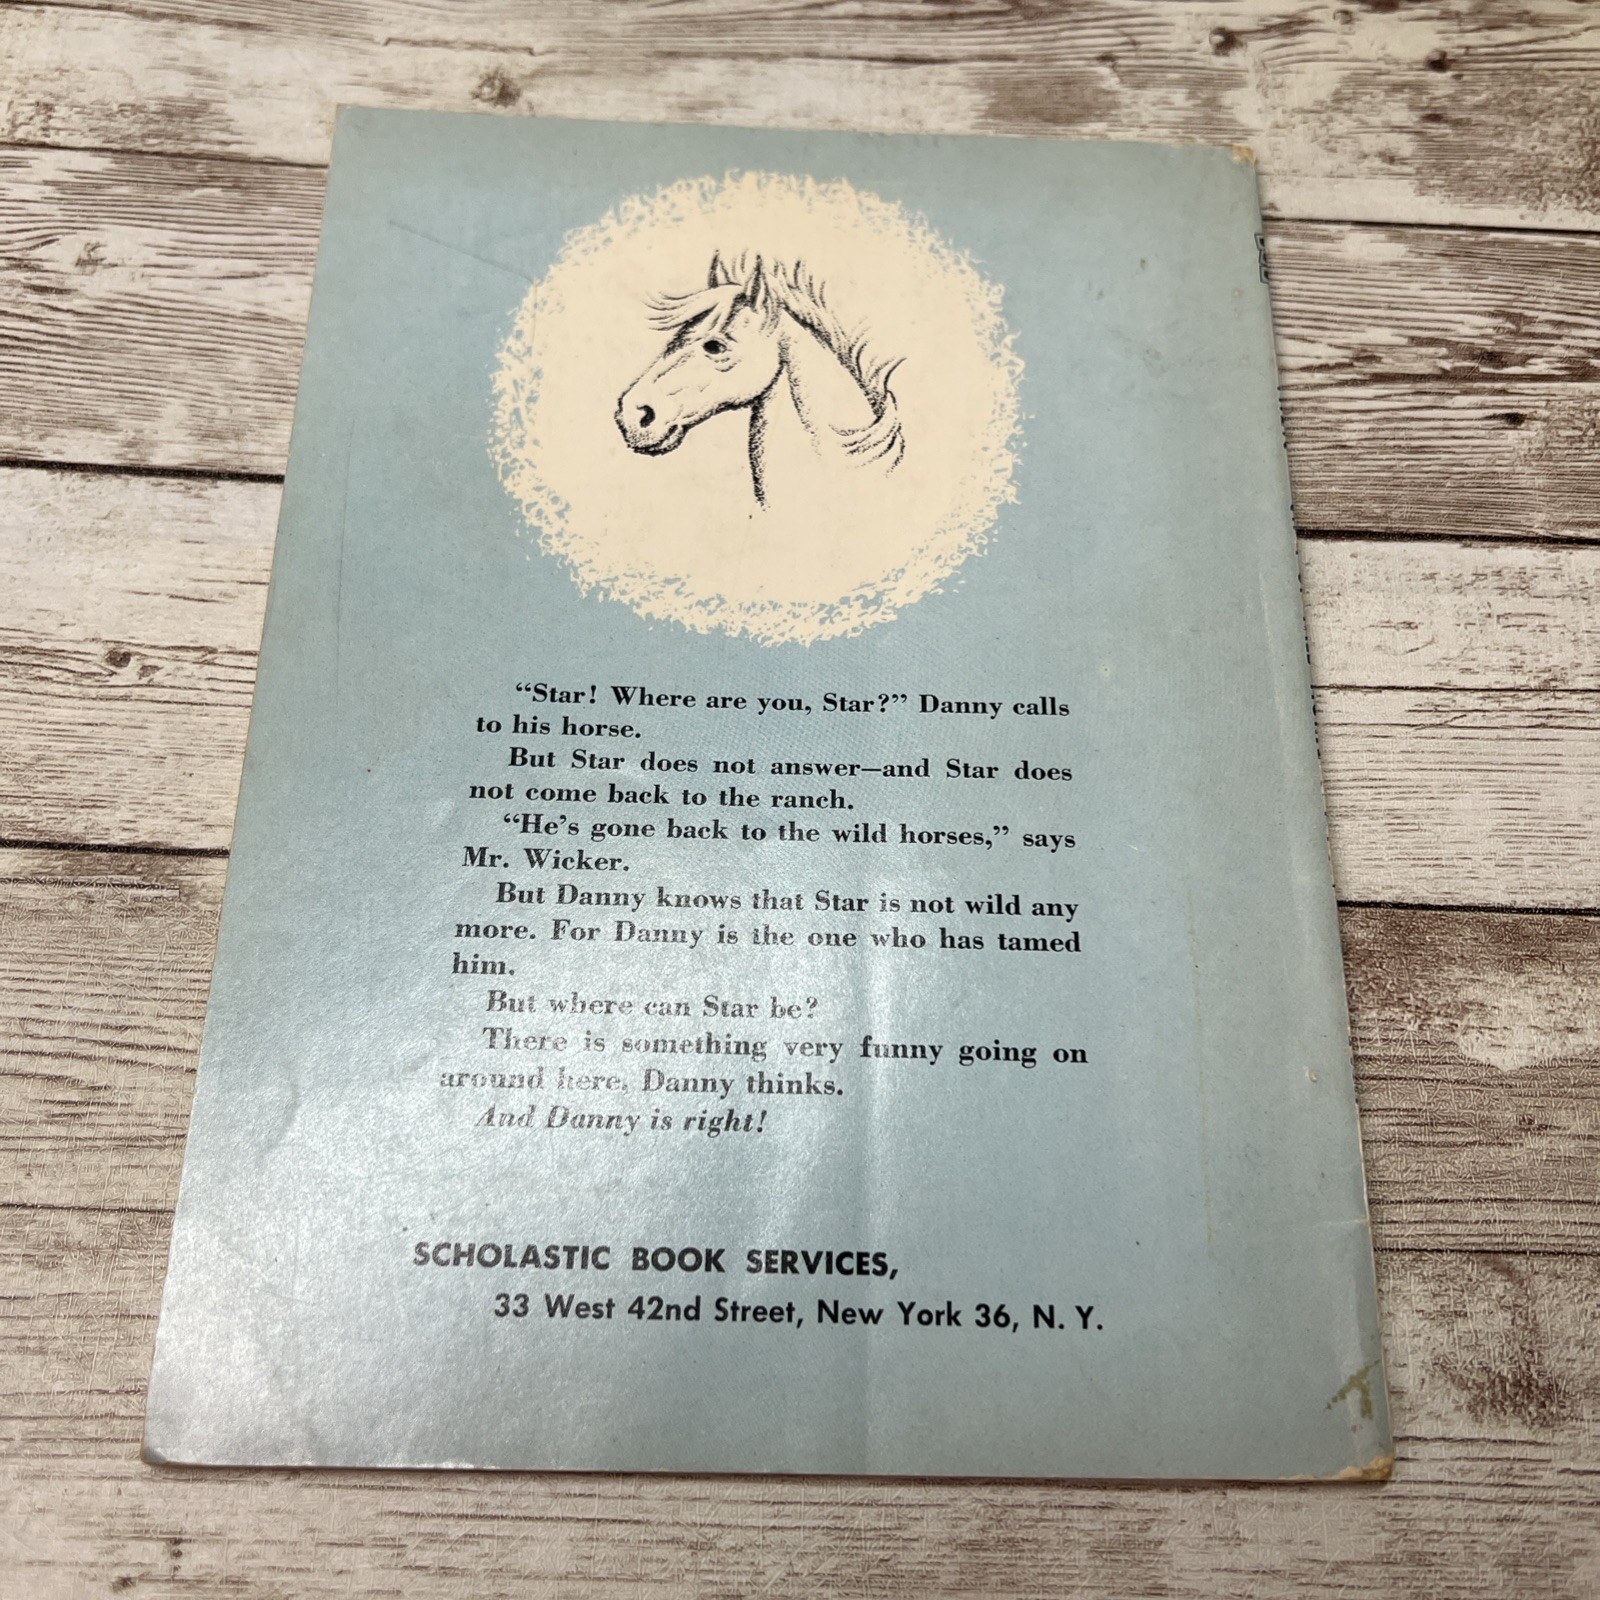 “Star! Where are you, Star?” Danny calls
to his horse.
But Star does not answer—and Star does
not come back to the ranch.
“He’s gone back to the wild horses,” says
Mr. Wicker.
But Danny knows that Star is not wild any
more. For Danny is the one who has tamed
him.
But where can Star be?
There is something very funny going on
around here, Danny thinks.
And Danny is right!
SCHOLASTIC BOOK SERVICES,
33 West 42nd Street, New York 36, N. Y.